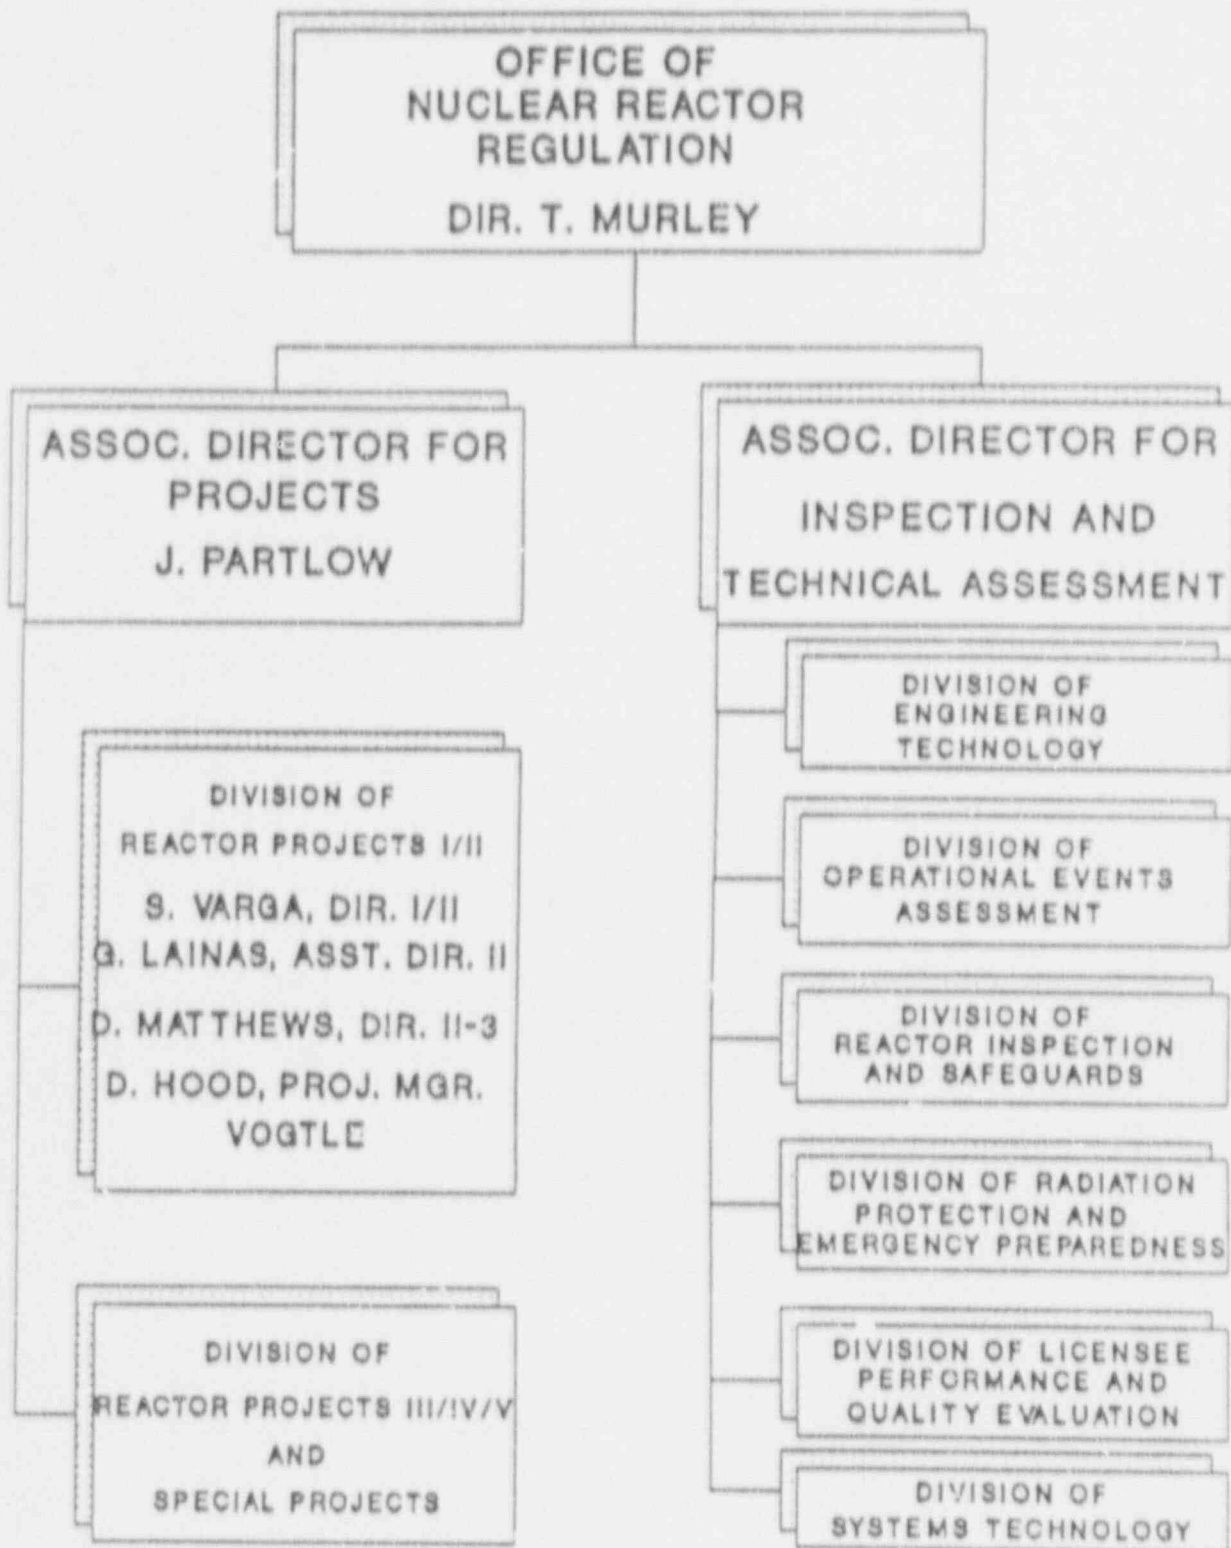 OFFICE OF
NUCLEAR REACTOR
REGULATION
DIR. T. MURLEY
ASSOC. DIRECTOR FOR
PROJECTS
J. PARTLOW
DIVISION OF
REACTOR PROJECTS I/II
S. VARGA, DIR. I/II
G. LAINAS, ASST. DIR. II
D. MATTHEWS, DIR. II-3
D. HOOD, PROJ. MGR.
VOGTLE
DIVISION OF
REACTOR PROJECTS III/IV/V
AND
SPECIAL PROJECTS
ASSOC. DIRECTOR FOR
INSPECTION AND
TECHNICAL ASSESSMENT
DIVISION OF
ENGINEERING
TECHNOLOGY
DIVISION OF
OPERATIONAL EVENTS
ASSESSMENT
DIVISION OF
REACTOR INSPECTION
AND SAFEGUARDS
DIVISION OF RADIATION
PROTECTION AND
EMERGENCY PREPAREDNESS
DIVISION OF LICENSEE
PERFORMANCE AND
QUALITY EVALUATION
DIVISION OF
SYSTEMS TECHNOLOGY